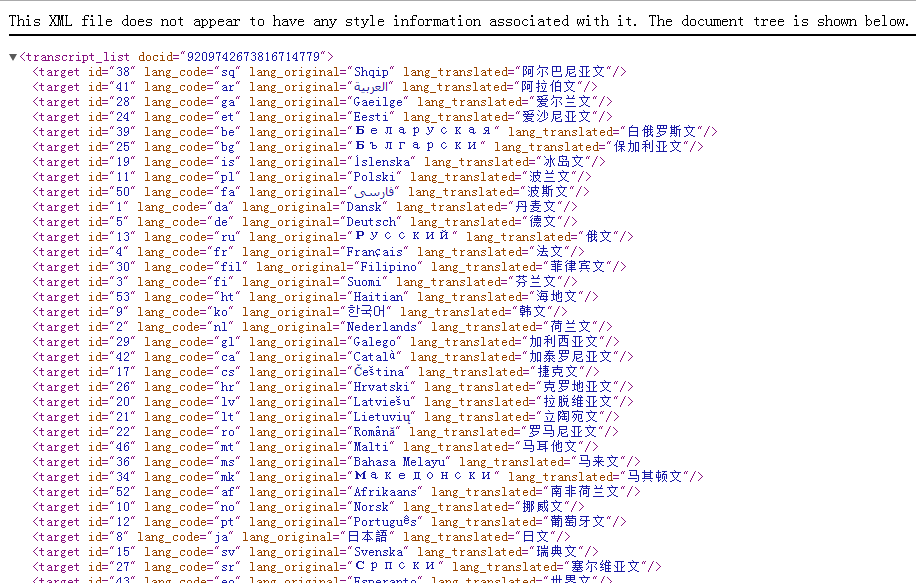 This XML file does not appear to have any style information associated with it. The document tree is shown below.
▼<transcript_list docid="9209742673816714779">
<target id="38" lang_code="sq" lang_original="Shqip" lang_translated="阿尔巴尼亚文"/>
<target id="41" lang_code="ar" lang_original="العربية" lang_translated="阿拉伯文"/>
<target id="28" lang_code="ga" lang_original="Gaeilge" lang_translated="爱尔兰文"/>
<target id="24" lang_code="et" lang_original="Eesti" lang_translated="爱沙尼亚文"/>
<target id="39" lang_code="be" lang_original="Беларуская" lang_translated="白俄罗斯文"/>
<target id="25" lang_code="bg" lang_original="Български" lang_translated="保加利亚文"/>
<target id="19" lang_code="is" lang_original="Íslenska" lang_translated="冰岛文"/>
<target id="11" lang_code="pl" lang_original="Polski" lang_translated="波兰文"/>
<target id="50" lang_code="fa" lang_original="فارسی" lang_translated="波斯文"/>
<target id="1" lang_code="da" lang_original="Dansk" lang_translated="丹麦文"/>
<target id="5" lang_code="de" lang_original="Deutsch" lang_translated="德文"/>
<target id="13" lang_code="ru" lang_original="Русский" lang_translated="俄文"/>
<target id="4" lang_code="fr" lang_original="Français" lang_translated="法文"/>
<target id="30" lang_code="fil" lang_original="Filipino" lang_translated="菲律宾文"/>
<target id="3" lang_code="fi" lang_original="Suomi" lang_translated="芬兰文"/>
<target id="53" lang_code="ht" lang_original="Haitian" lang_translated="海地文"/>
<target id="9" lang_code="ko" lang_original="한국어" lang_translated="韩文"/>
<target id="2" lang_code="nl" lang_original="Nederlands" lang_translated="荷兰文"/>
<target id="29" lang_code="gl" lang_original="Galego" lang_translated="加利西亚文"/>
<target id="42" lang_code="ca" lang_original="Català" lang_translated="加泰罗尼亚文"/>
<target id="17" lang_code="cs" lang_original="Čeština" lang_translated="捷克文"/>
<target id="26" lang_code="hr" lang_original="Hrvatski" lang_translated="克罗地亚文"/>
<target id="20" lang_code="lv" lang_original="Latviešu" lang_translated="拉脱维亚文"/>
<target id="21" lang_code="lt" lang_original="Lietuvių" lang_translated="立陶宛文"/>
<target id="22" lang_code="ro" lang_original="Română" lang_translated="罗马尼亚文"/>
<target id="46" lang_code="mt" lang_original="Malti" lang_translated="马耳他文"/>
<target id="36" lang_code="ms" lang_original="Bahasa Melayu" lang_translated="马来文"/>
<target id="34" lang_code="mk" lang_original="Македонски" lang_translated="马其顿文"/>
<target id="52" lang_code="af" lang_original="Afrikaans" lang_translated="南非荷兰文"/>
<target id="10" lang_code="no" lang_original="Norsk" lang_translated="挪威文"/>
<target id="12" lang_code="pt" lang_original="Português" lang_translated="葡萄牙文"/>
<target id="8" lang_code="ja" lang_original="日本語" lang_translated="日文"/>
<target id="15" lang_code="sv" lang_original="Svenska" lang_translated="瑞典文"/>
<target id="27" lang_code="sr" lang_original="Српски" lang_translated="塞尔维亚文"/>
<target id="43" lang_code="eo" lang_original="Esperanto" lang_translated="世界文"/>